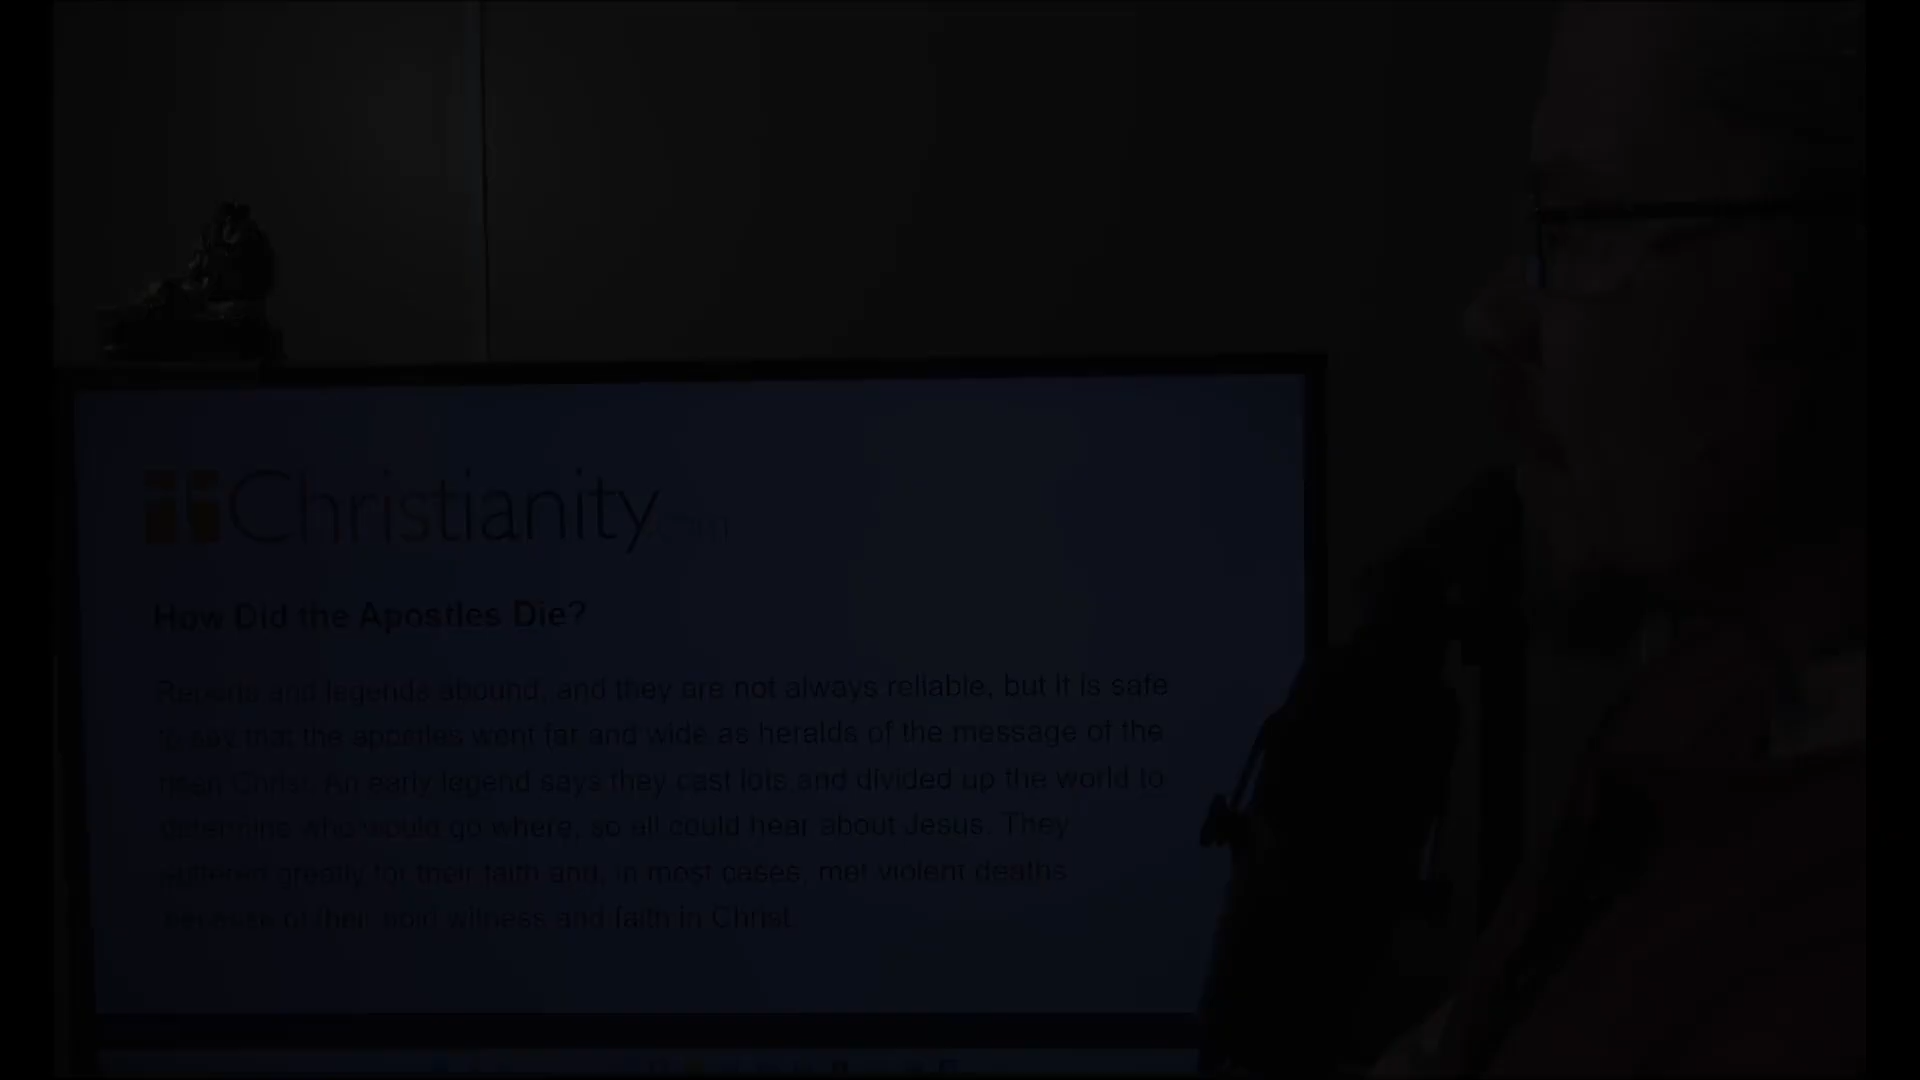 Christianity.com
How Did the Apostles Die?
Reports and legends abound, and they are not always reliable, but it is safe
to say that the apostles went far and wide as heralds of the message of the
risen Christ. An early legend says they cast lots and divided up the world to
determine who would go where, so all could hear about Jesus. They
suffered greatly for their faith and, in most cases, met violent deaths
because of their bold witness and faith in Christ